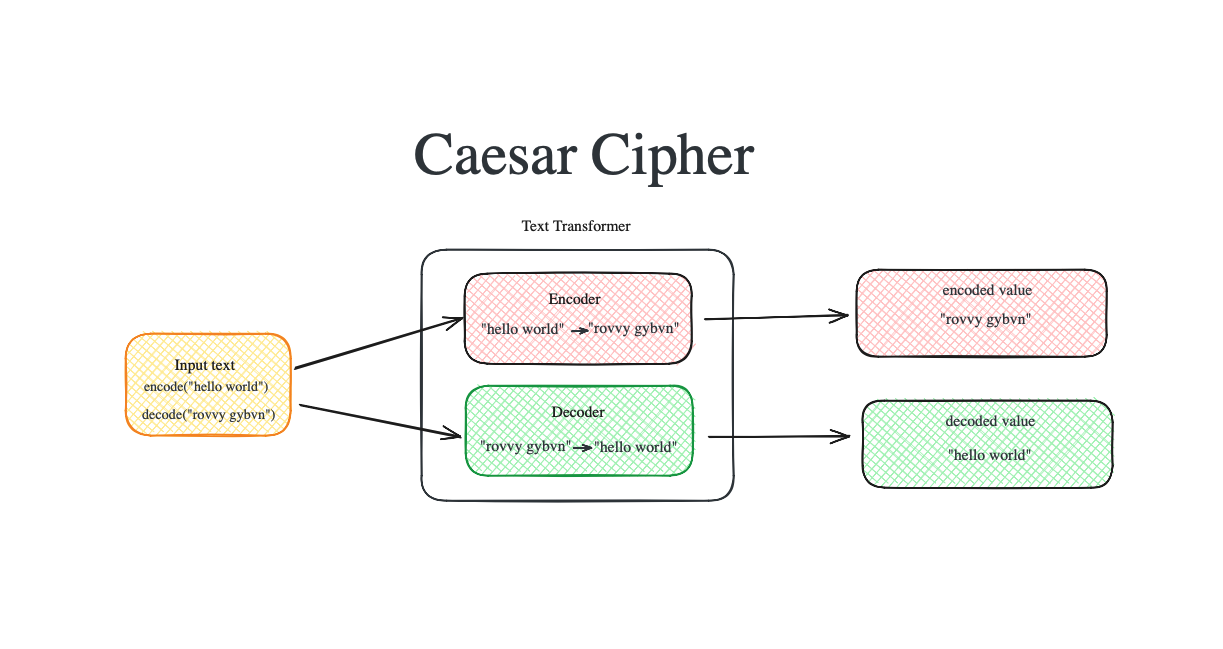 Caesar Cipher
Text Transformer
Input text
encode("hello world")
decode("rovvy gybvn")
Encoder
"hello world" → "rovvy gybvn"
Decoder
"rovvy gybvn" → "hello world"
encoded value
"rovvy gybvn"
decoded value
"hello world"